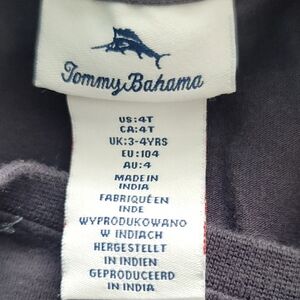 Tommy Bahama
US:4T
CA:4T
UK:3-4YRS
EU:104
AU:4
MADE IN
INDIA
FABRIQUÉ EN
INDE
WYPRODUKOWANO
W INDIACH
HERGESTELLT
IN INDIEN
GEPRODUCEERD
IN INDIA